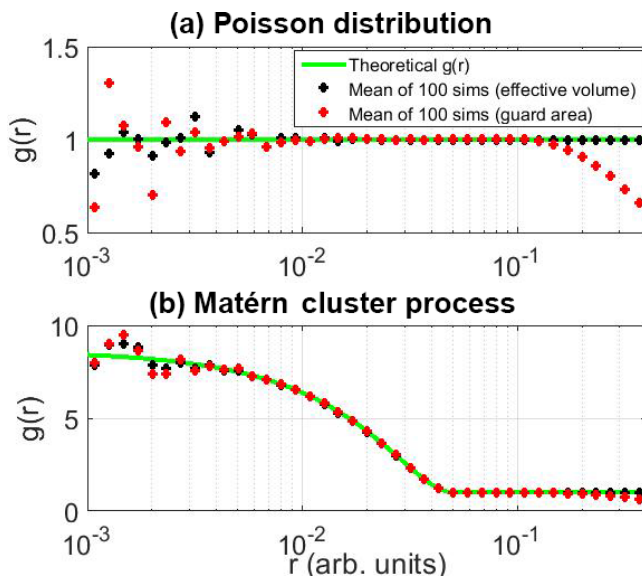 (a) Poisson distribution
1.5
Theoretical g(r)
Mean of 100 sims (effective volume)
Mean of 100 sims (guard area)
g(r)
1
0.5
10⁻³
10⁻²
10⁻¹
(b) Matérn cluster process
10
g(r)
5
0
10⁻³
10⁻²
10⁻¹
r (arb. units)